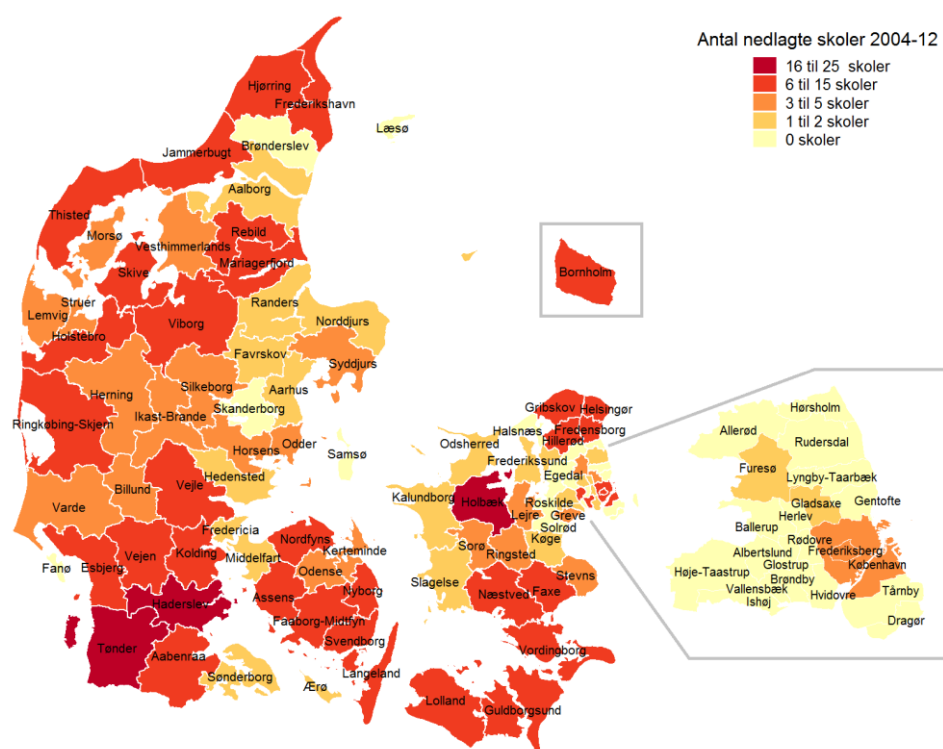 Antal nedlagte skoler 2004-12
16 til 25 skoler
6 til 15 skoler
3 til 5 skoler
1 til 2 skoler
0 skoler
Hjørring
Frederikshavn
Læsø
Brønderslev
Jammerbugt
Aalborg
Thisted
Rebild
Morsø
Vesthimmerlands
Mariagerfjord
Skive
Bornholm
Struer
Lemvig
Randers
Norddjurs
Viborg
Holstebro
Favrskov
Syddjurs
Silkeborg
Herning
Aarhus
Skanderborg
Ikast-Brande
Ringkøbing-Skjern
Odder
Horsens
Samsø
Hedensted
Billund
Vejle
Varde
Fredericia
Vejen
Kolding
Middelfart
Esbjerg
Fanø
Nordfyns
Kerteminde
Odense
Nyborg
Assens
Haderslev
Faaborg-Midtfyn
Svendborg
Tønder
Aabenraa
Langeland
Sønderborg
Ærø
Gribskov
Helsingør
Halsnæs
Fredensborg
Hillerød
Odsherred
Frederikssund
Egedal
Kalundborg
Holbæk
Roskilde
Lejre
Greve
Solrød
Køge
Sorø
Ringsted
Slagelse
Stevns
Næstved
Faxe
Vordingborg
Lolland
Guldborgsund
Hørsholm
Allerød
Rudersdal
Furesø
Lyngby-Taarbæk
Gentofte
Gladsaxe
Herlev
Ballerup
Rødovre
Albertslund
Frederiksberg
Glostrup
København
Høje-Taastrup
Brøndby
Vallensbæk
Hvidovre
Tårnby
Ishøj
Dragør